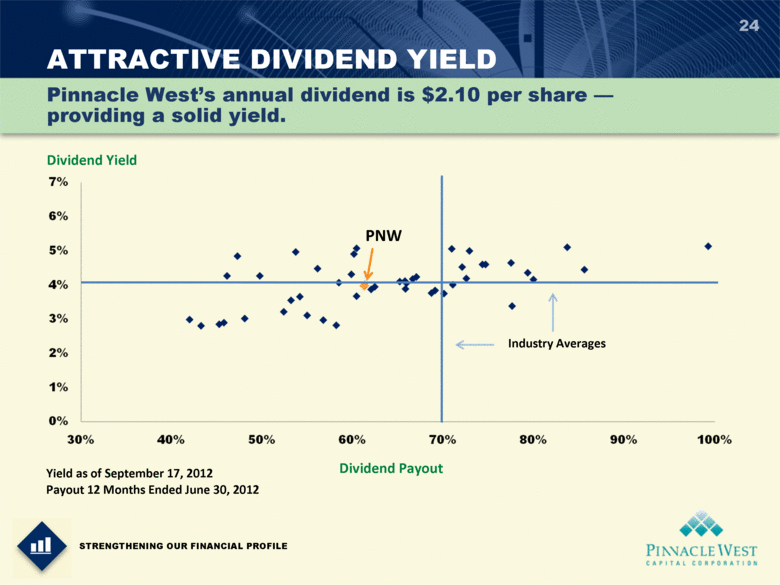 24
ATTRACTIVE DIVIDEND YIELD
Pinnacle West’s annual dividend is $2.10 per share —
providing a solid yield.
Dividend Yield
7%
6%
5%
4%
3%
2%
1%
0%
PNW
Industry Averages
30% 40% 50% 60% 70% 80% 90% 100%
Dividend Payout
Yield as of September 17, 2012
Payout 12 Months Ended June 30, 2012
STRENGTHENING OUR FINANCIAL PROFILE
PINNACLE WEST
CAPITAL CORPORATION